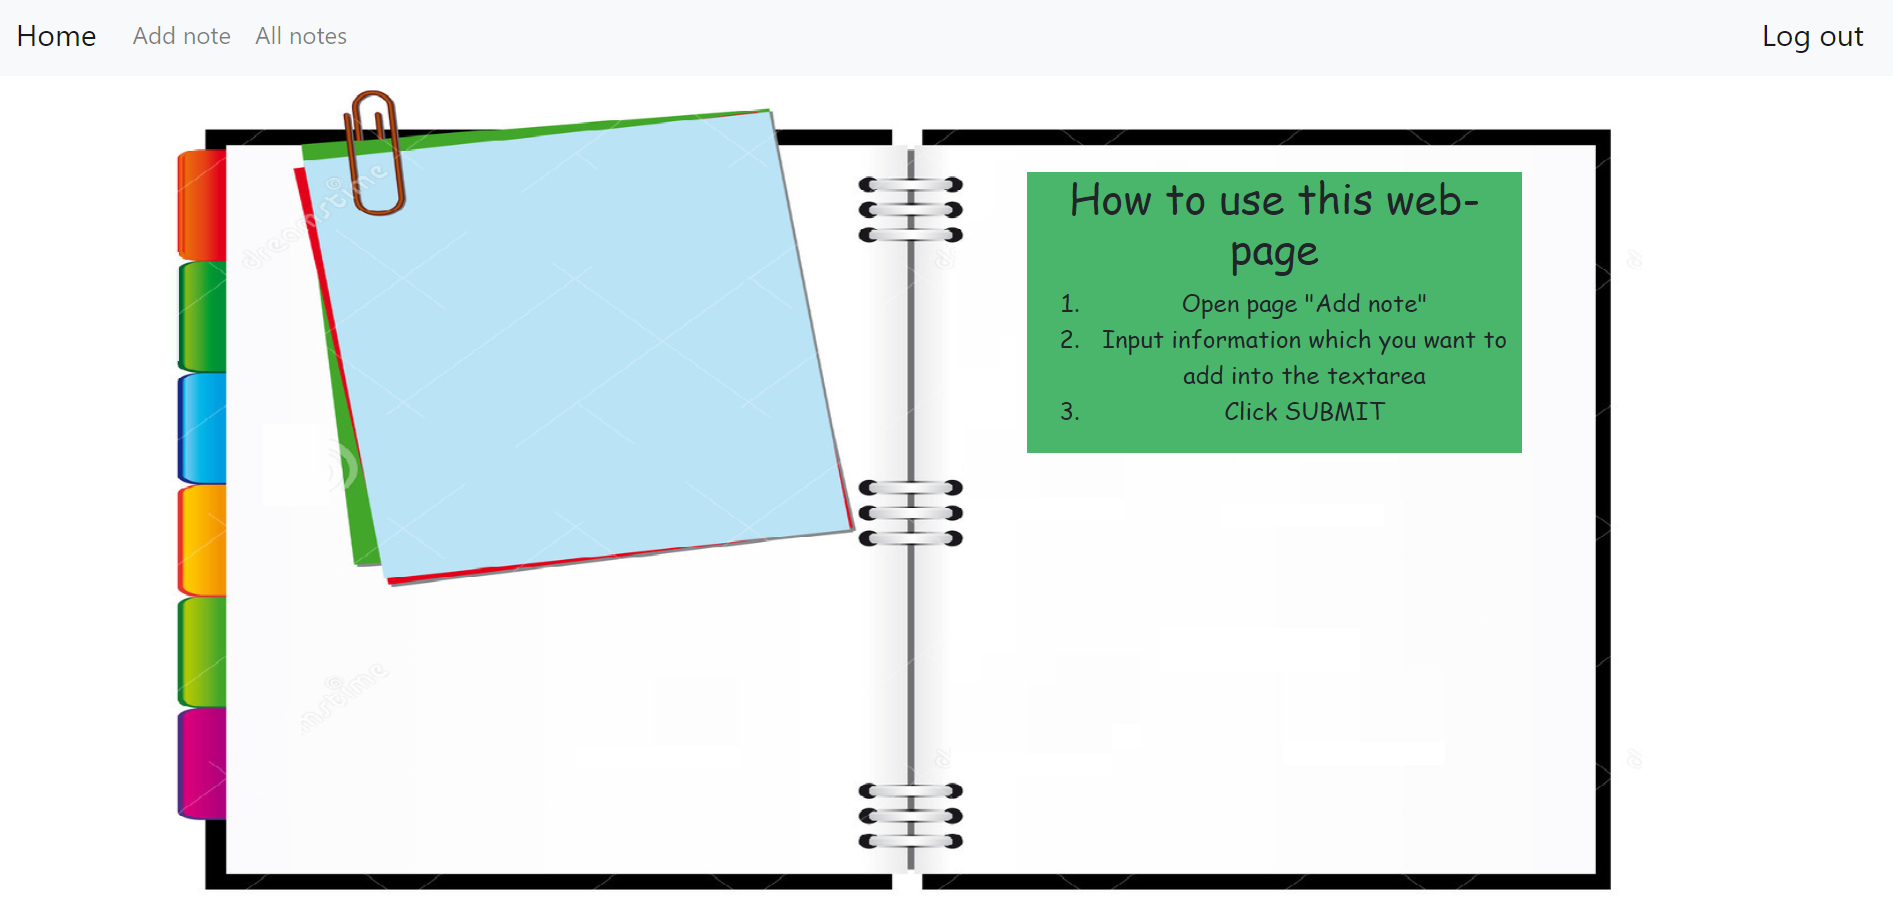 Home Add note All notes Log out
dreamstime
How to use this web-
page
1. Open page "Add note"
2. Input information which you want to
add into the textarea
3. Click SUBMIT